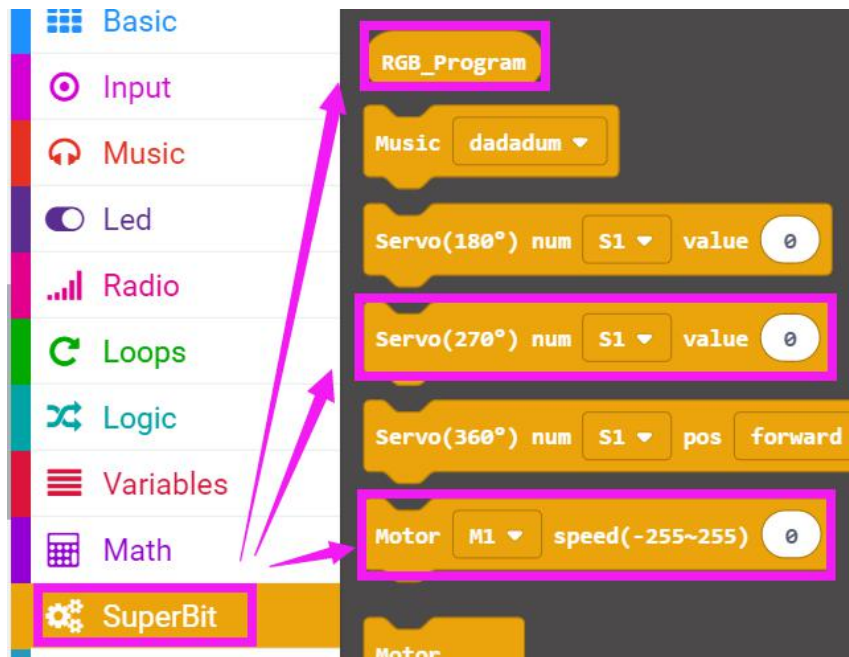 Basic
Input
Music
Led
Radio
Loops
Logic
Variables
Math
SuperBit
RGB_Program
Music dadadum
Servo(180°) num S1 value 0
Servo(270°) num S1 value 0
Servo(360°) num S1 pos forward
Motor M1 speed(-255~255) 0
Motor